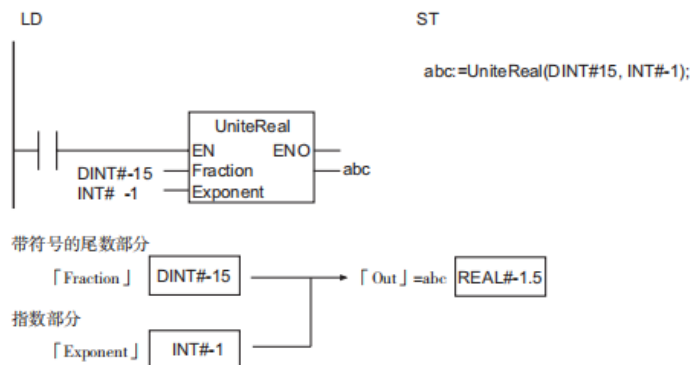 LD
ST
abc:=UniteReal(DINT#15, INT#-1);
UniteReal
EN ENO
DINT#-15 Fraction abc
INT# -1 Exponent
带符号的尾数部分
「Fraction」 DINT#-15 「Out」=abc REAL#-1.5
指数部分
「Exponent」 INT#-1